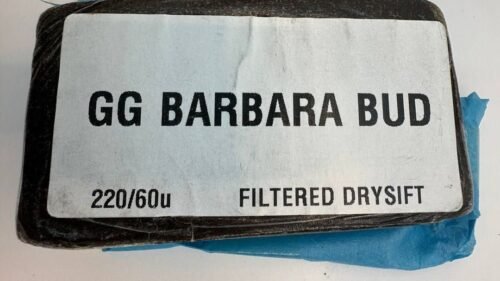 GG BARBARA BUD
220/60u FILTERED DRYSIFT